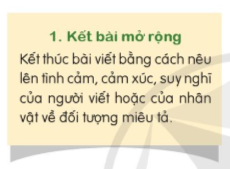 1. Kết bài mở rộng
Kết thúc bài viết bằng cách nêu
lên tình cảm, cảm xúc, suy nghĩ
của người viết hoặc của nhân
vật về đối tượng miêu tả.